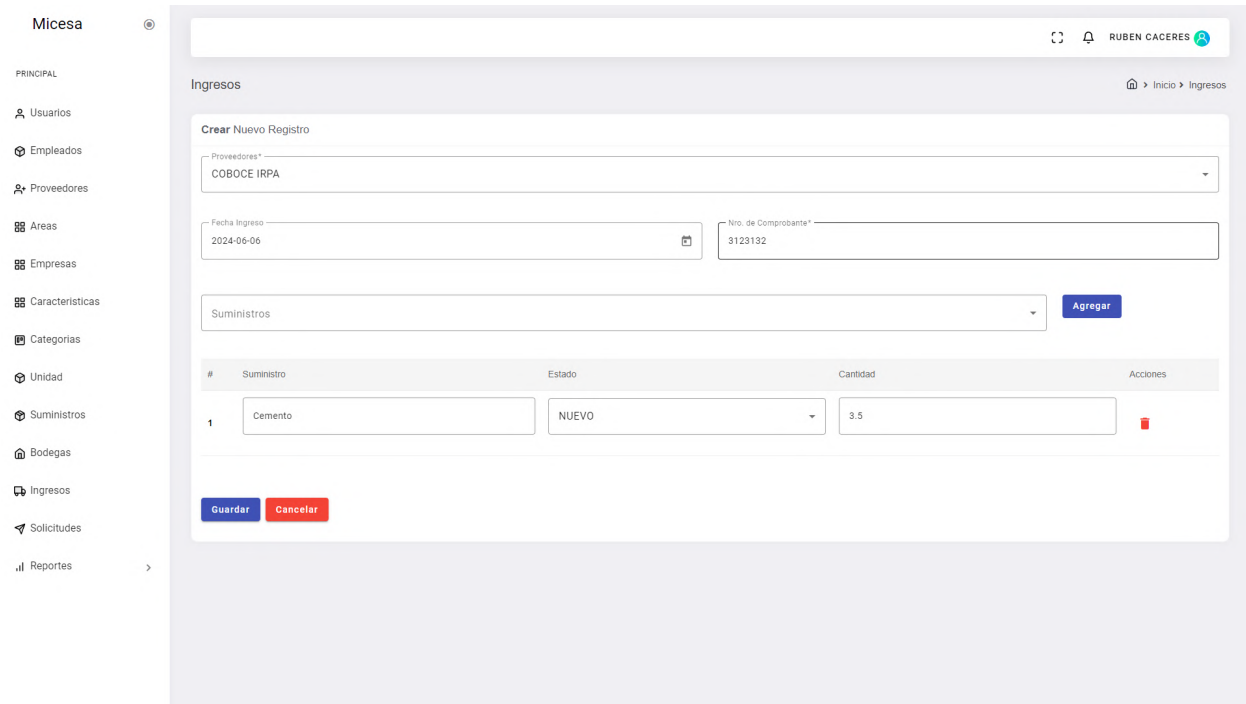 Micesa
PRINCIPAL
Usuarios
Empleados
Proveedores
Areas
Empresas
Caracteristicas
Categorias
Unidad
Suministros
Bodegas
Ingresos
Solicitudes
Reportes
RUBEN CACERES
Ingresos
Inicio Ingresos
Crear Nuevo Registro
Proveedores*
COBOCE IRPA
Fecha Ingreso
2024-06-06
Nro. de Comprobante*
3123132
Suministros
Agregar
# Suministro Estado Cantidad Acciones
1 Cemento NUEVO 3.5
Guardar Cancelar